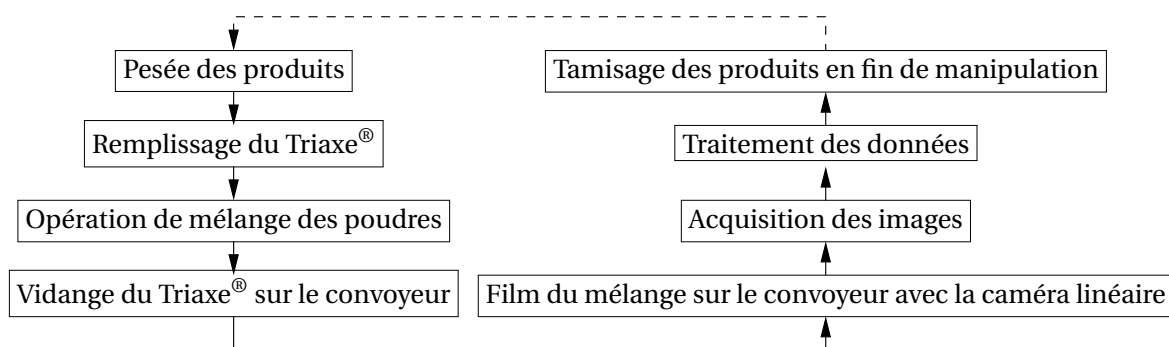 Pesée des produits
Remplissage du Triaxe®
Opération de mélange des poudres
Vidange du Triaxe® sur le convoyeur
Film du mélange sur le convoyeur avec la caméra linéaire
Acquisition des images
Traitement des données
Tamisage des produits en fin de manipulation